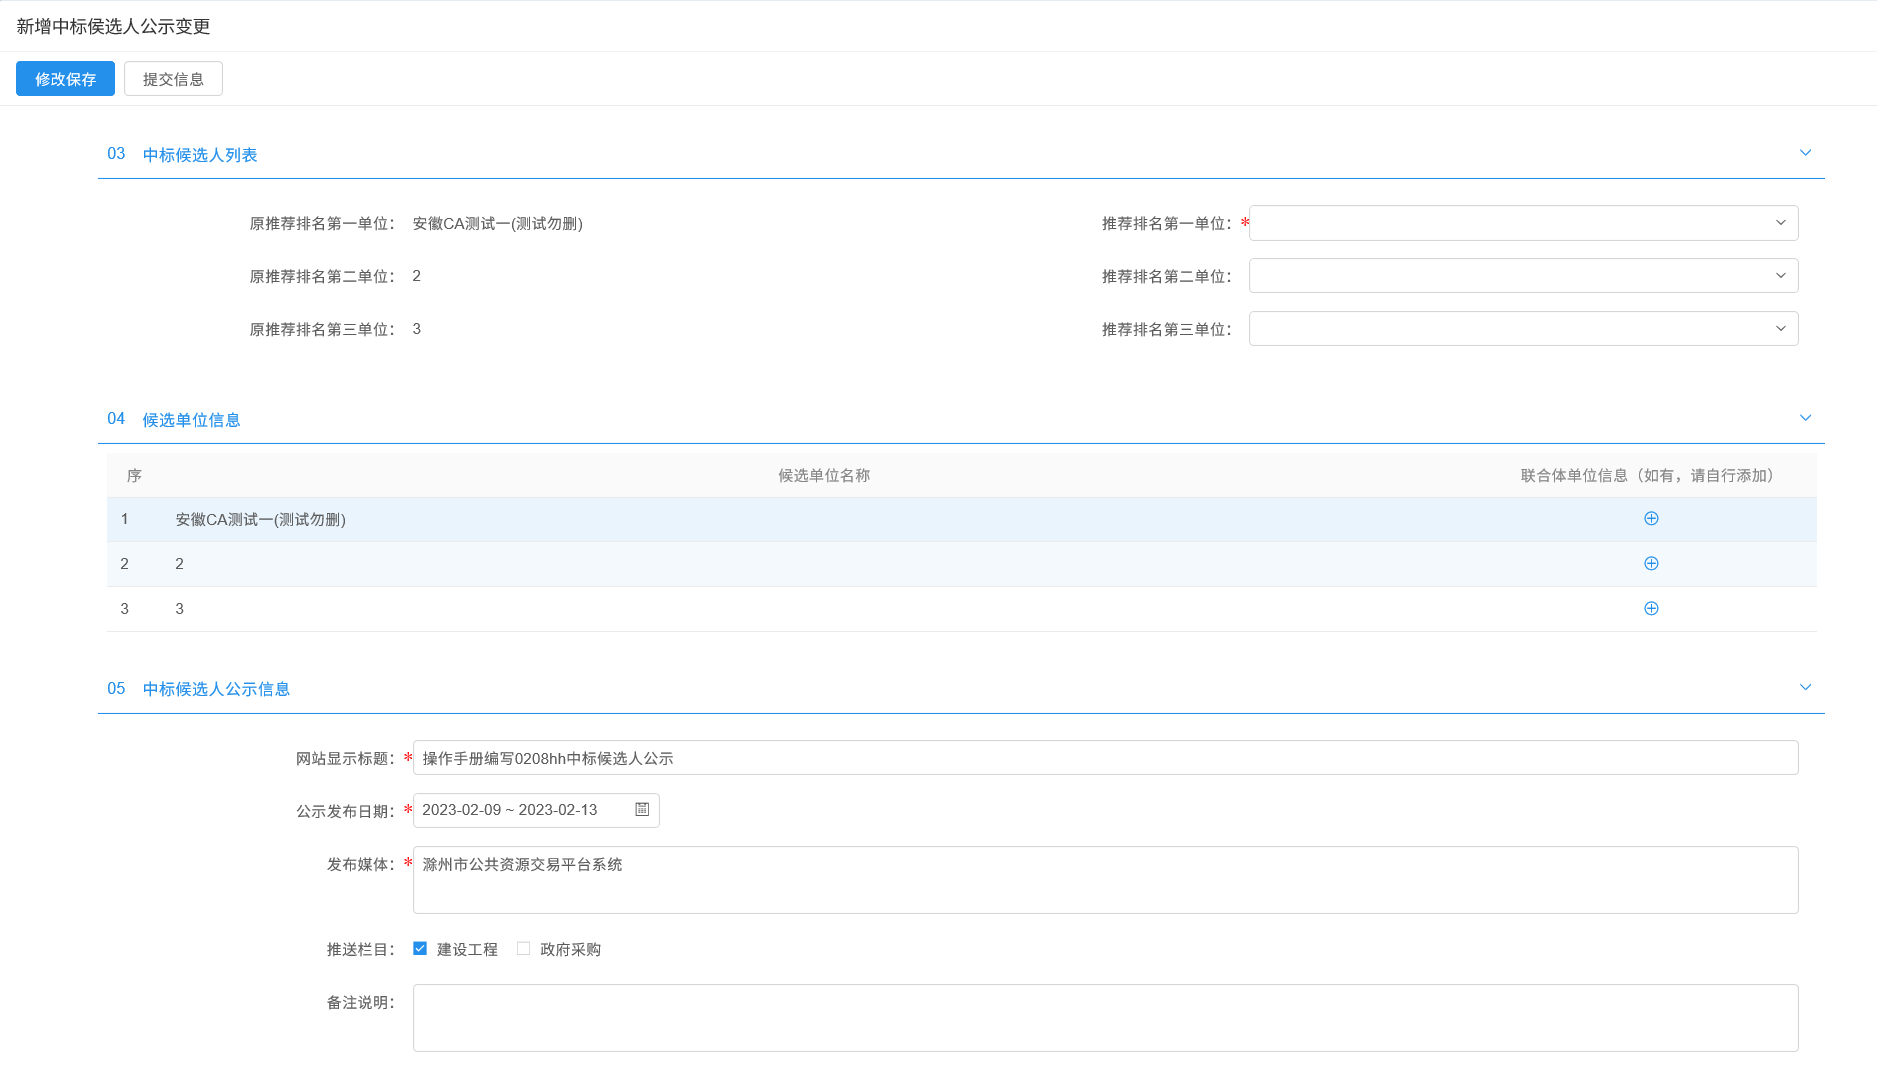 新增中标候选人公示变更
修改保存 提交信息
03 中标候选人列表
原推荐排名第一单位： 安徽CA测试一(测试勿删) 推荐排名第一单位：*
原推荐排名第二单位： 2 推荐排名第二单位：
原推荐排名第三单位： 3 推荐排名第三单位：
04 候选单位信息
序 候选单位名称 联合体单位信息（如有，请自行添加）
1 安徽CA测试一(测试勿删)
2 2
3 3
05 中标候选人公示信息
网站显示标题：* 操作手册编写0208hh中标候选人公示
公示发布日期：* 2023-02-09 ~ 2023-02-13
发布媒体：* 滁州市公共资源交易平台系统
推送栏目： 建设工程 政府采购
备注说明：